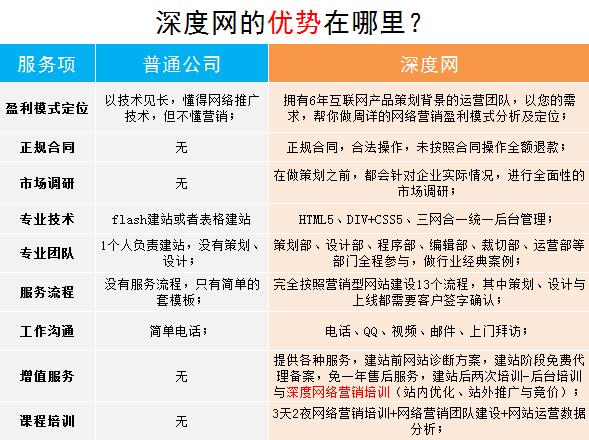 深度网的优势在哪里？
服务项 普通公司 深度网
盈利模式定位
以技术见长，懂得网络推广
技术，但不懂营销；
拥有6年互联网产品策划背景的运营团队，以您的需
求，帮你做周详的网络营销盈利模式分析及定位；
正规合同 无 正规合同，合法操作，未按照合同操作全额退款；
市场调研 无
在做策划之前，都会针对企业实际情况，进行全面性的
市场调研；
专业技术 flash建站或者表格建站 HTML5、DIV+CSS5、三网合一统一后台管理；
专业团队
1个人负责建站，没有策划、
设计；
策划部、设计部、程序部、编辑部、裁切部、运营部等
部门全程参与，做行业经典案例；
服务流程
没有服务流程，只有简单的
套模板；
完全按照营销型网站建设13个流程，其中策划、设计与
上线都需要客户签字确认；
工作沟通 简单电话； 电话、QQ、视频、邮件、上门拜访；
增值服务 无
提供各种服务，建站前网站诊断方案，建站阶段免费代
理备案，免一年售后服务，建站后两次培训-后台培训
与深度网络营销培训（站内优化、站外推广与竞价）；
课程培训 无
3天2夜网络营销培训+网络营销团队建设+网站运营数据
分析；